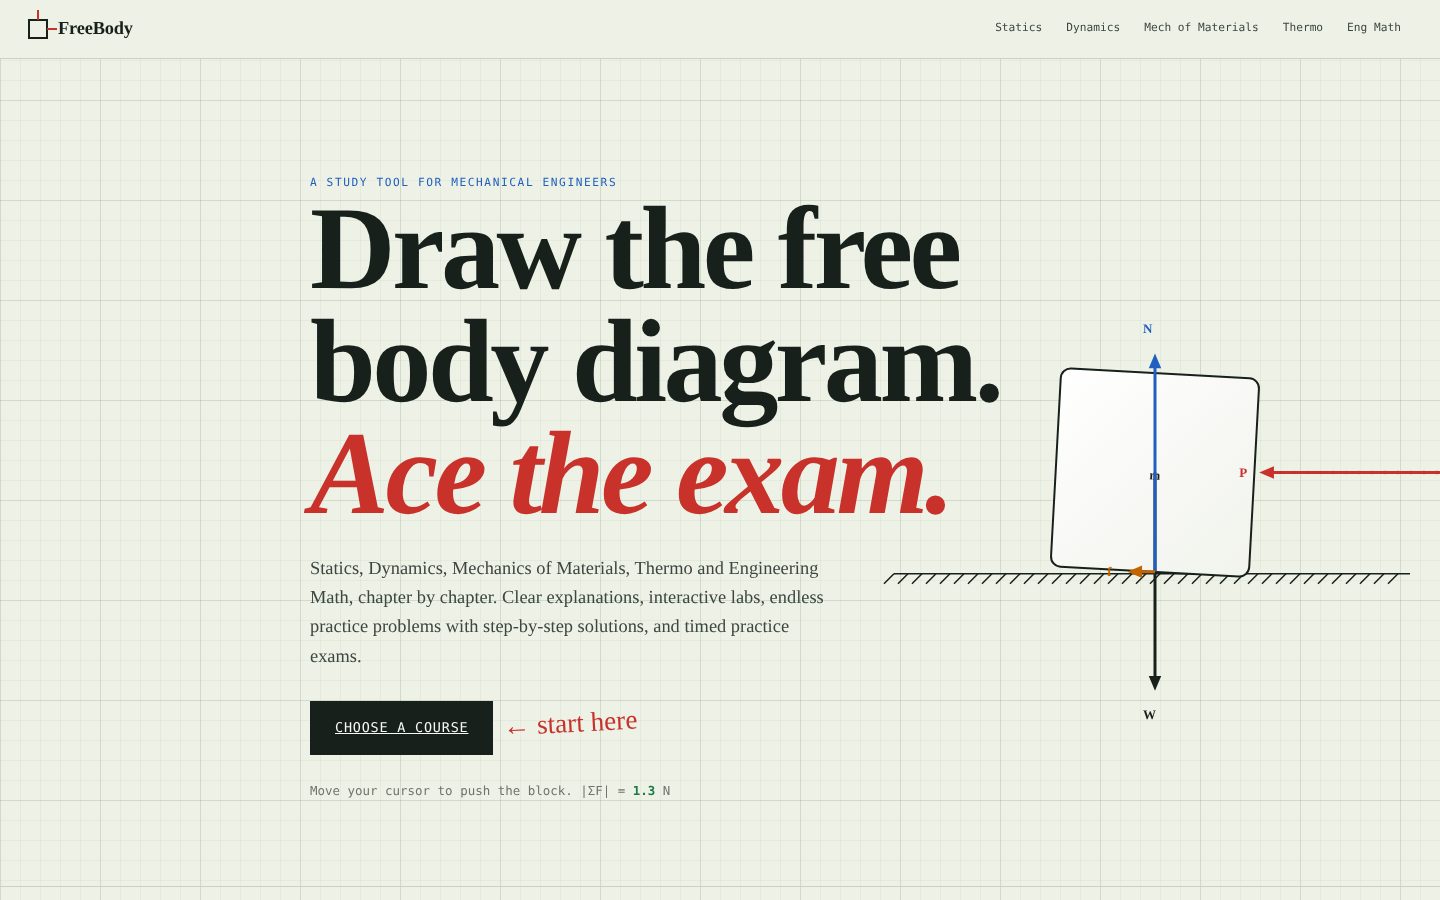 FreeBody
Statics Dynamics Mech of Materials Thermo Eng Math
A STUDY TOOL FOR MECHANICAL ENGINEERS
Draw the free
body diagram.
Ace the exam.
Statics, Dynamics, Mechanics of Materials, Thermo and Engineering
Math, chapter by chapter. Clear explanations, interactive labs, endless
practice problems with step-by-step solutions, and timed practice
exams.
CHOOSE A COURSE
← start here
Move your cursor to push the block. |ΣF| = 1.3 N
N
m
P
f
W